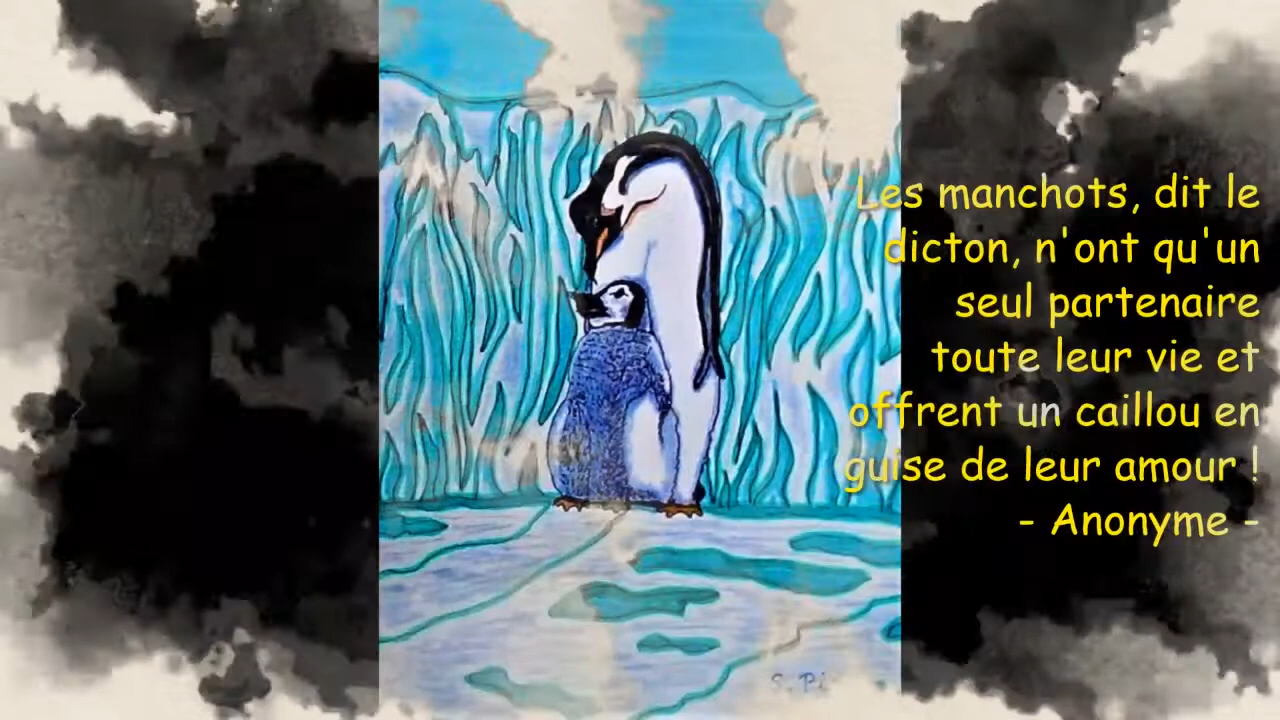 Les manchots, dit le
dicton, n'ont qu'un
seul partenaire
toute leur vie et
offrent un caillou en
guise de leur amour !
- Anonyme -